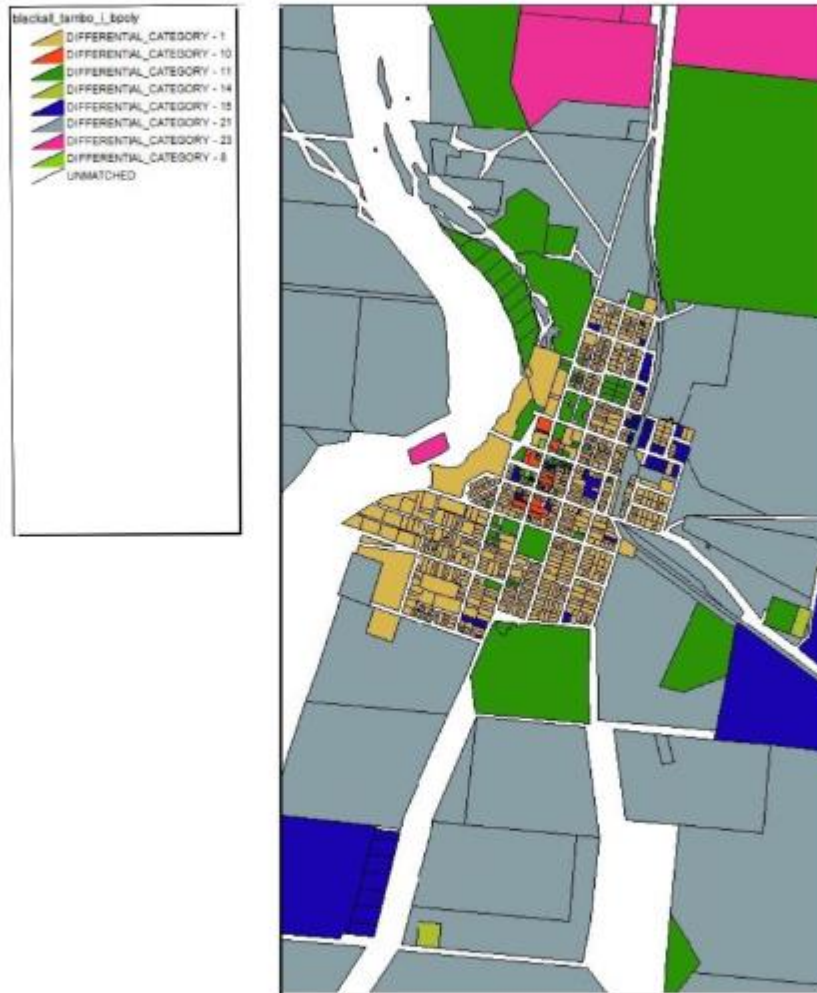 blackall_tambo_i_bpoly
DIFFERENTIAL_CATEGORY - 1
DIFFERENTIAL_CATEGORY - 10
DIFFERENTIAL_CATEGORY - 11
DIFFERENTIAL_CATEGORY - 14
DIFFERENTIAL_CATEGORY - 15
DIFFERENTIAL_CATEGORY - 21
DIFFERENTIAL_CATEGORY - 23
DIFFERENTIAL_CATEGORY - 8
UNMATCHED